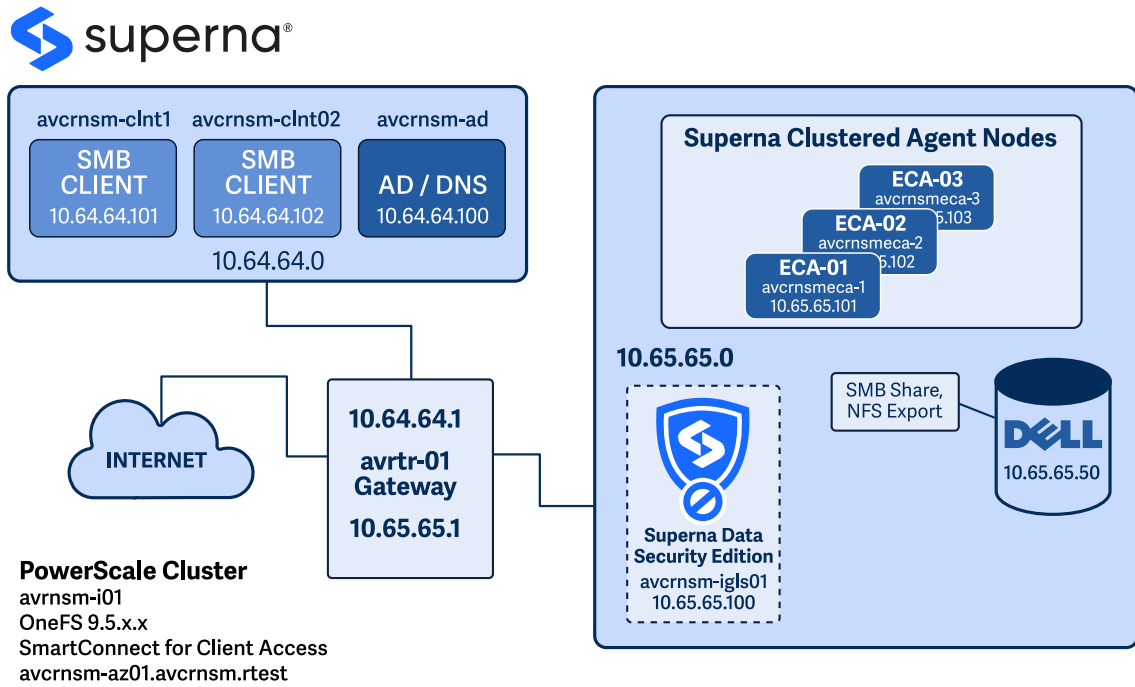 superna®
avcrnsm-clnt1
avcrnsm-clnt02
avcrnsm-ad
SMB
CLIENT
10.64.64.101
SMB
CLIENT
10.64.64.102
AD / DNS
10.64.64.100
10.64.64.0
Superna Clustered Agent Nodes
ECA-03
avcrnsmeca-3
5.103
ECA-02
avcrnsmeca-2
5.102
ECA-01
avcrnsmeca-1
10.65.65.101
10.65.65.0
SMB Share,
NFS Export
DELL
10.65.65.50
Superna Data
Security Edition
avcrnsm-igls01
10.65.65.100
10.64.64.1
avrtr-01
Gateway
10.65.65.1
INTERNET
PowerScale Cluster
avrnsm-i01
OneFS 9.5.x.x
SmartConnect for Client Access
avcrnsm-az01.avcrnsm.rtest